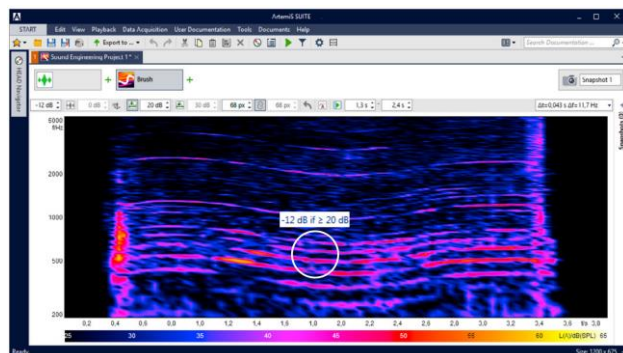 ArtemiS SUITE
START Edit View Playback Data Acquisition User Documentation Tools Documents Help
Export to ... Search Documentation ...
1 Sound Engineering Project 1*
HEAD Navigator
+ Brush + Snapshot 1
-12 dB 0 dB 20 dB 30 dB 68 px 68 px 1,3 s 2,4 s Δt=0,043 s Δf=11,7 Hz
5000
f/Hz
2000
1000
-12 dB if ≥ 20 dB
500
200
0,2 0,4 0,6 0,8 1,0 1,2 1,4 1,6 1,8 2,0 2,2 2,4 2,6 2,8 3,0 3,2 3,4 3,6 t/s 3,8
25 30 35 40 45 50 55 60 L(A)/dB[SPL] 65
Ready Size: 1200 x 675